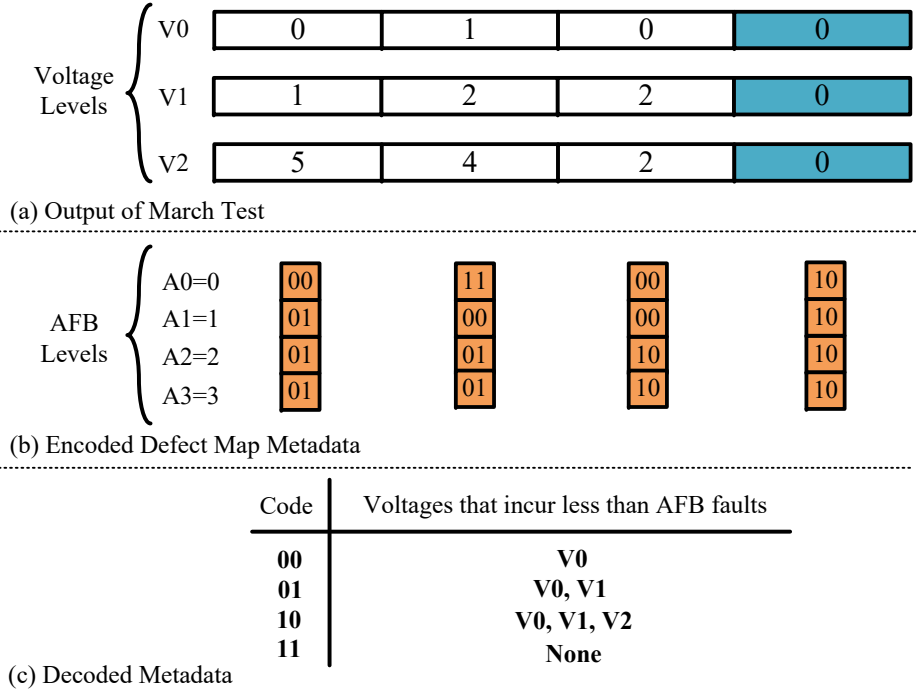 V0 0 1 0 0
Voltage
Levels
V1 1 2 2 0
V2 5 4 2 0
(a) Output of March Test
AFB
Levels
A0=0 00 11 00 10
A1=1 01 00 00 10
A2=2 01 01 10 10
A3=3 01 01 10 10
(b) Encoded Defect Map Metadata
Code Voltages that incur less than AFB faults
00 V0
01 V0, V1
10 V0, V1, V2
11 None
(c) Decoded Metadata